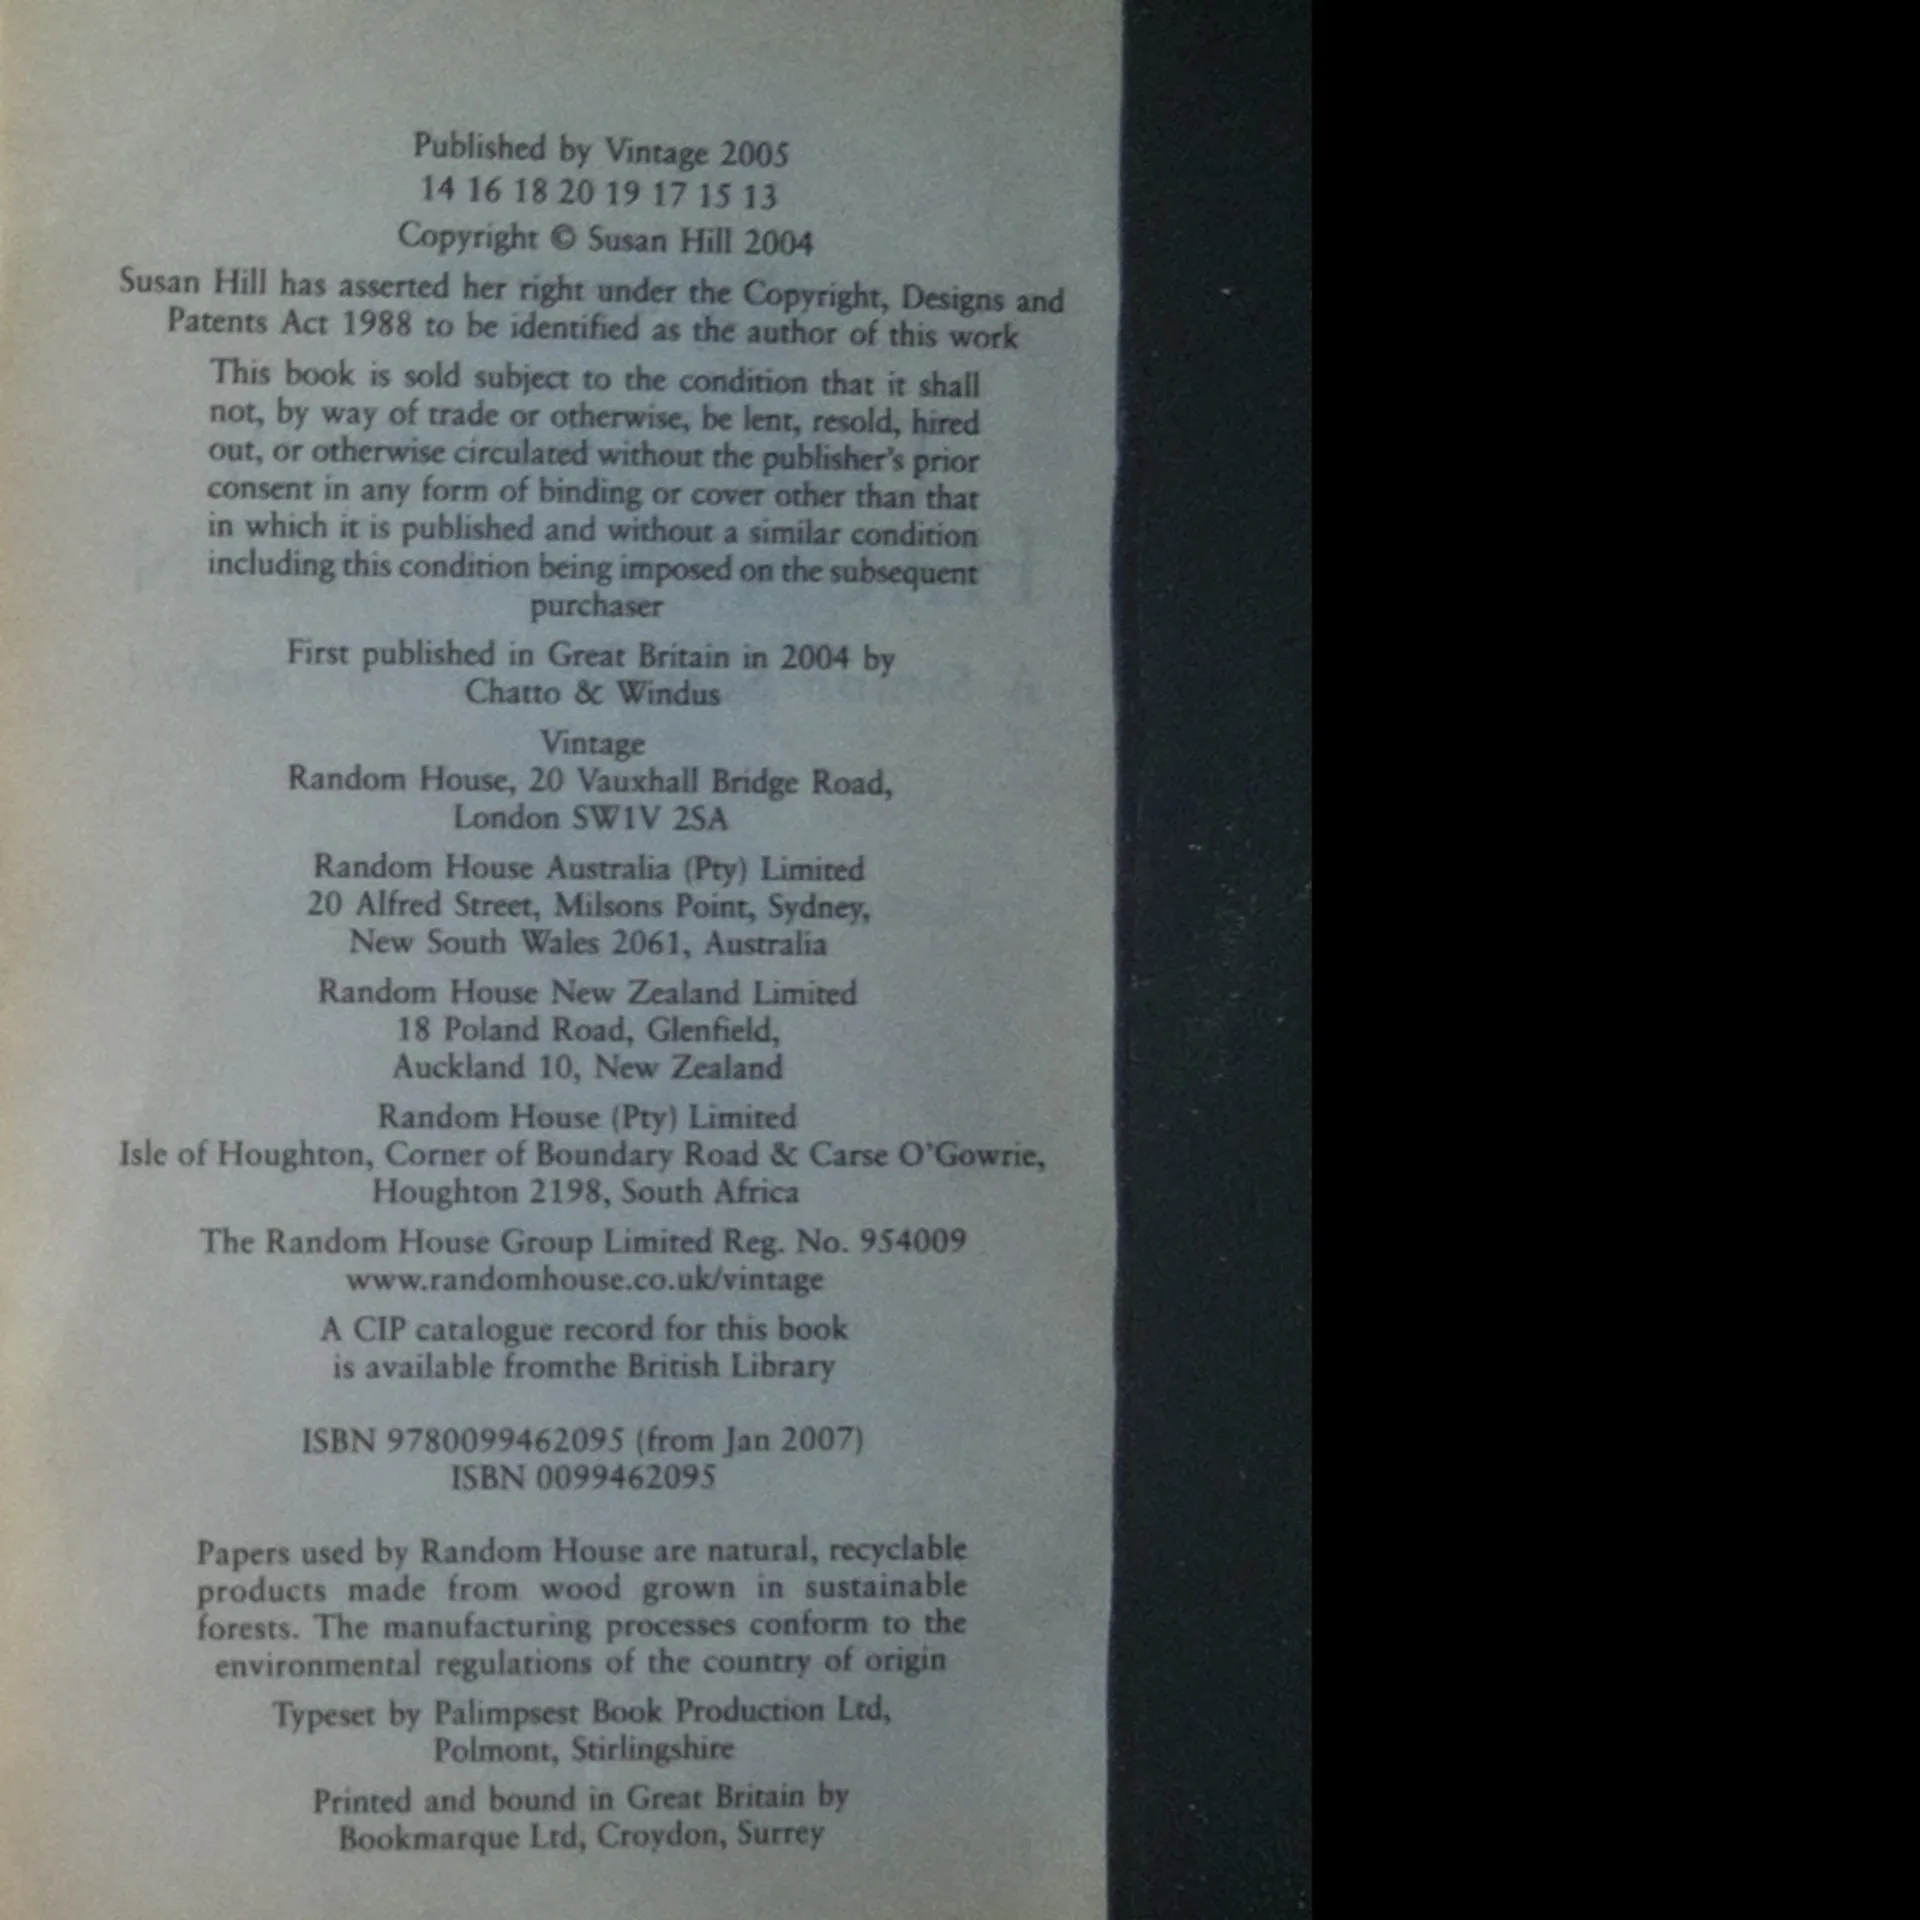 Published by Vintage 2005
14 16 18 20 19 17 15 13
Copyright © Susan Hill 2004
Susan Hill has asserted her right under the Copyright, Designs and
Patents Act 1988 to be identified as the author of this work
This book is sold subject to the condition that it shall
not, by way of trade or otherwise, be lent, resold, hired
out, or otherwise circulated without the publisher's prior
consent in any form of binding or cover other than that
in which it is published and without a similar condition
including this condition being imposed on the subsequent
purchaser
First published in Great Britain in 2004 by
Chatto & Windus
Vintage
Random House, 20 Vauxhall Bridge Road,
London SW1V 2SA
Random House Australia (Pty) Limited
20 Alfred Street, Milsons Point, Sydney,
New South Wales 2061, Australia
Random House New Zealand Limited
18 Poland Road, Glenfield,
Auckland 10, New Zealand
Random House (Pty) Limited
Isle of Houghton, Corner of Boundary Road & Carse O'Gowrie,
Houghton 2198, South Africa
The Random House Group Limited Reg. No. 954009
www.randomhouse.co.uk/vintage
A CIP catalogue record for this book
is available fromthe British Library
ISBN 9780099462095 (from Jan 2007)
ISBN 0099462095
Papers used by Random House are natural, recyclable
products made from wood grown in sustainable
forests. The manufacturing processes conform to the
environmental regulations of the country of origin
Typeset by Palimpsest Book Production Ltd,
Polmont, Stirlingshire
Printed and bound in Great Britain by
Bookmarque Ltd, Croydon, Surrey